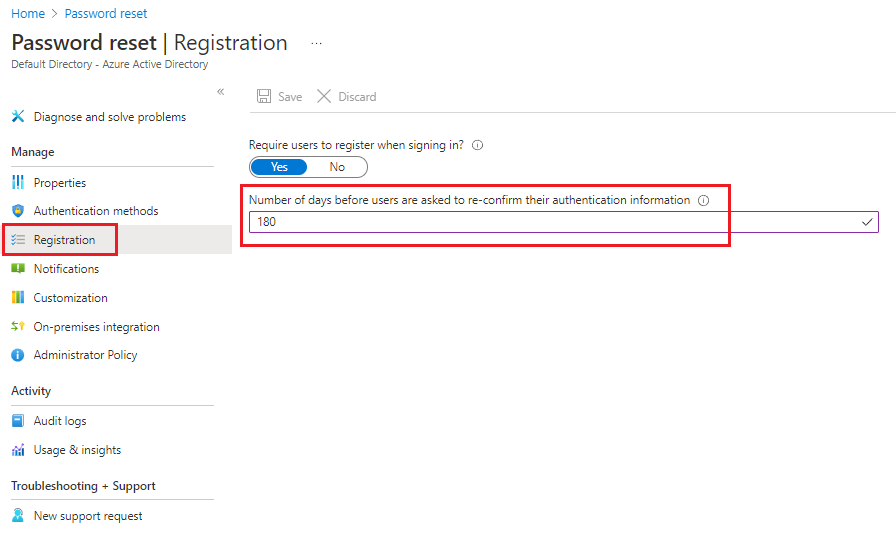 Home > Password reset
Password reset | Registration ...
Default Directory - Azure Active Directory
«
Diagnose and solve problems
Manage
Properties
Authentication methods
Registration
Notifications
Customization
On-premises integration
Administrator Policy
Activity
Audit logs
Usage & insights
Troubleshooting + Support
New support request
Save Discard
Require users to register when signing in?
Yes No
Number of days before users are asked to re-confirm their authentication information
180